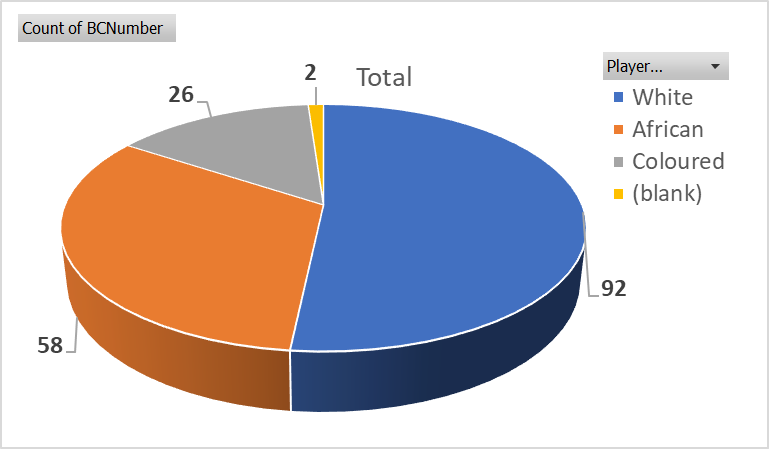 Count of BCNumber
Total
Player...
White
African
Coloured
(blank)
2
26
92
58